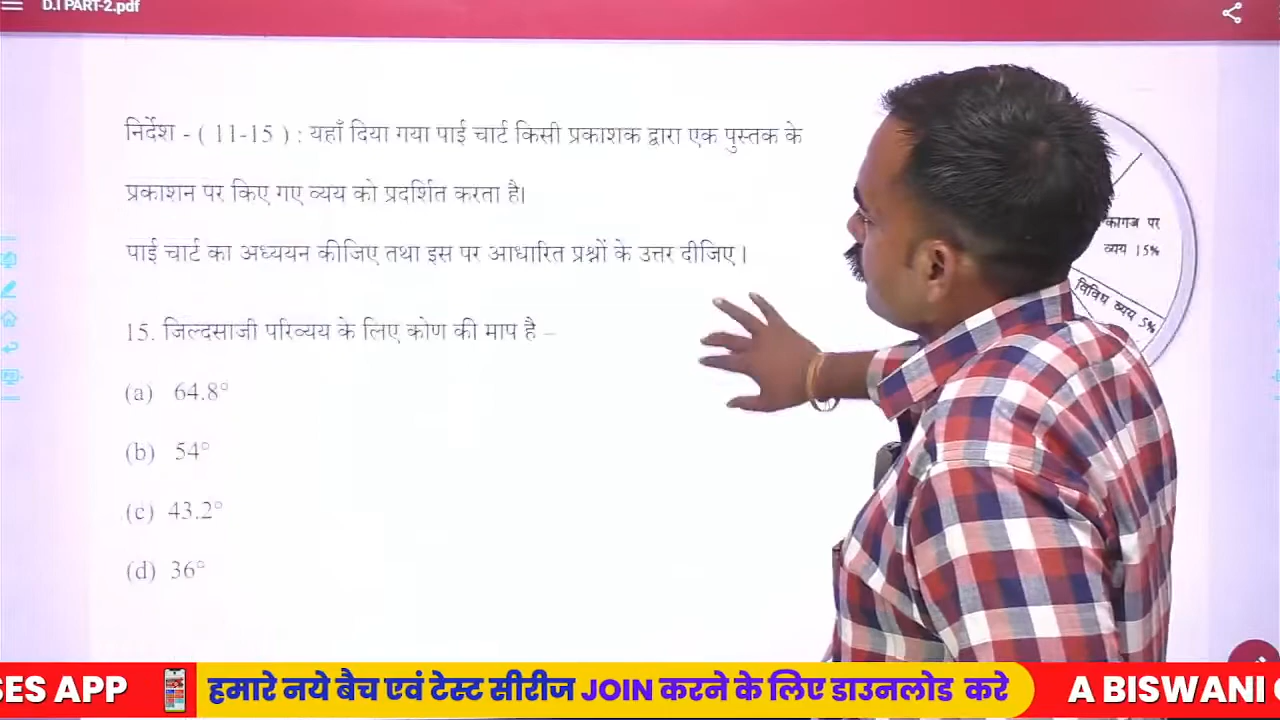 D.I PART-2.pdf
निर्देश - ( 11-15 ) : यहाँ दिया गया पाई चार्ट किसी प्रकाशक द्वारा एक पुस्तक के
प्रकाशन पर किए गए व्यय को प्रदर्शित करता है।
पाई चार्ट का अध्ययन कीजिए तथा इस पर आधारित प्रश्नों के उत्तर दीजिए।
15. जिल्दसाजी परिव्यय के लिए कोण की माप है –
(a) 64.8°
(b) 54°
(c) 43.2°
(d) 36°
कागज पर
व्यय 15%
विविध व्यय 5%
SES APP
हमारे नये बैच एवं टेस्ट सीरीज JOIN करने के लिए डाउनलोड करे
A BISWANI